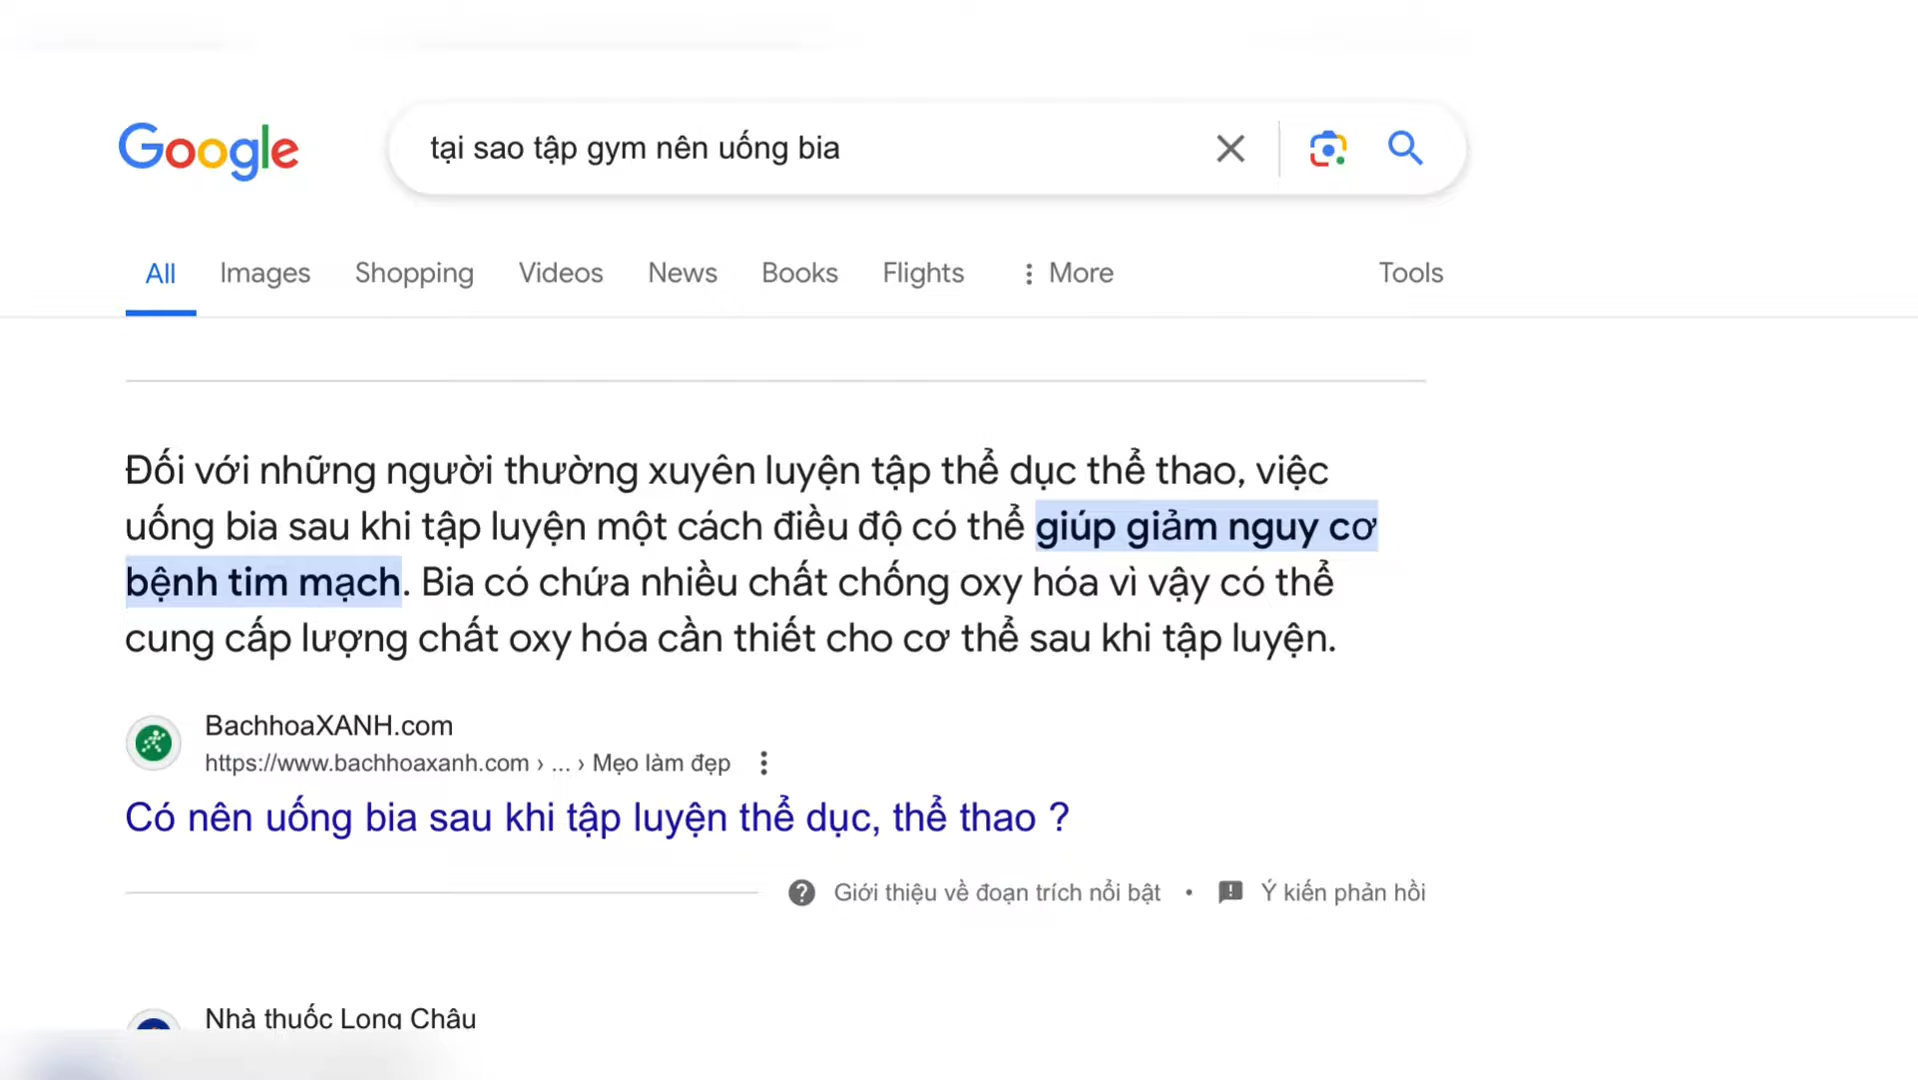 Google
tại sao tập gym nên uống bia
All Images Shopping Videos News Books Flights More Tools
Đối với những người thường xuyên luyện tập thể dục thể thao, việc
uống bia sau khi tập luyện một cách điều độ có thể giúp giảm nguy cơ
bệnh tim mạch. Bia có chứa nhiều chất chống oxy hóa vì vậy có thể
cung cấp lượng chất oxy hóa cần thiết cho cơ thể sau khi tập luyện.
BachhoaXANH.com
https://www.bachhoaxanh.com › ... › Mẹo làm đẹp
Có nên uống bia sau khi tập luyện thể dục, thể thao ?
Giới thiệu về đoạn trích nổi bật • Ý kiến phản hồi
Nhà thuốc Long Châu